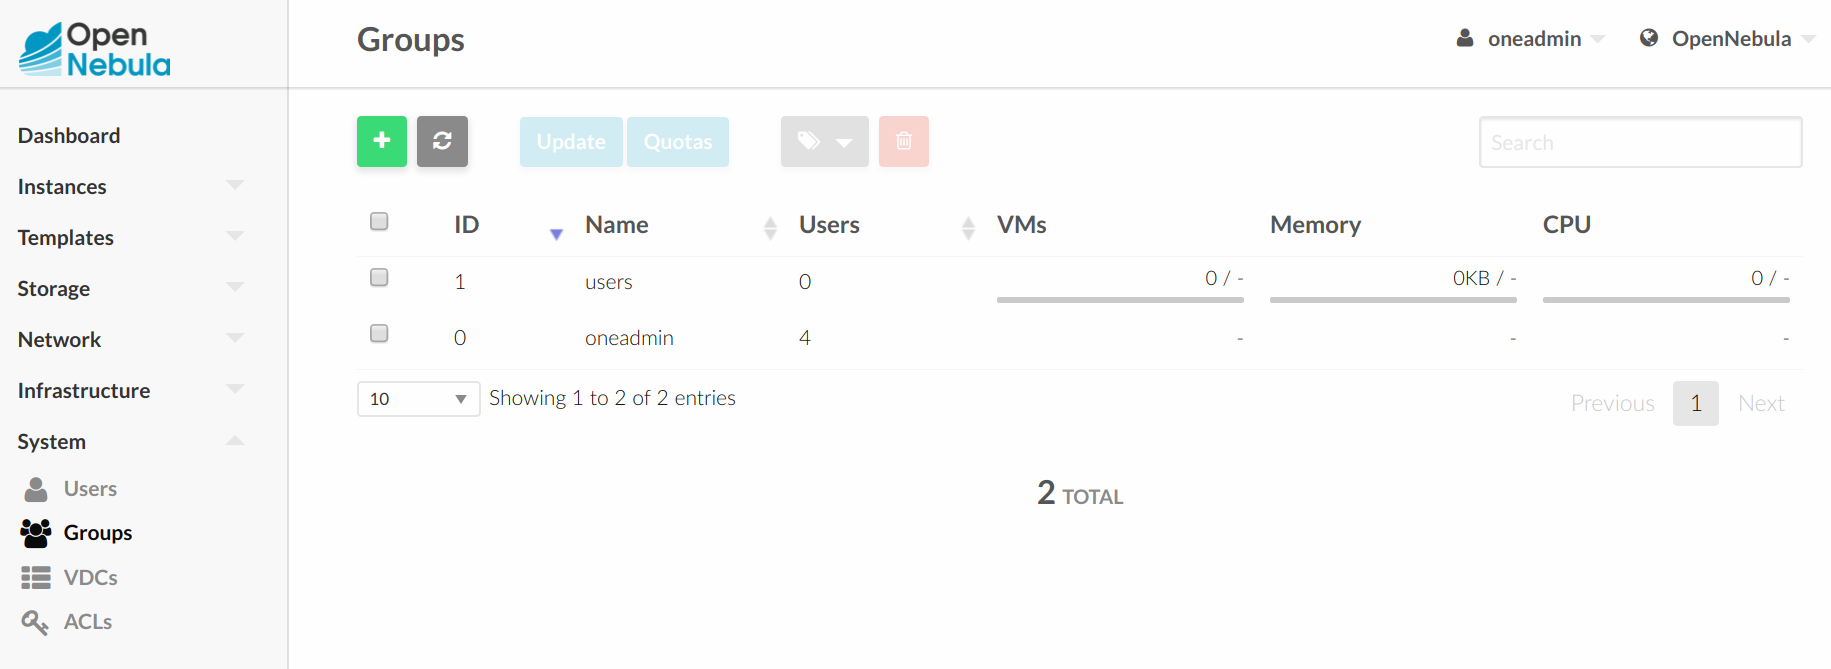 Open
Nebula
Groups
oneadmin
OpenNebula
Dashboard
Instances
Templates
Storage
Network
Infrastructure
System
Users
Groups
VDCs
ACLs
Update
Quotas
Search
ID Name Users VMs Memory CPU
1 users 0 0 / - 0KB / - 0 / -
0 oneadmin 4 - - -
10 Showing 1 to 2 of 2 entries
Previous 1 Next
2 TOTAL